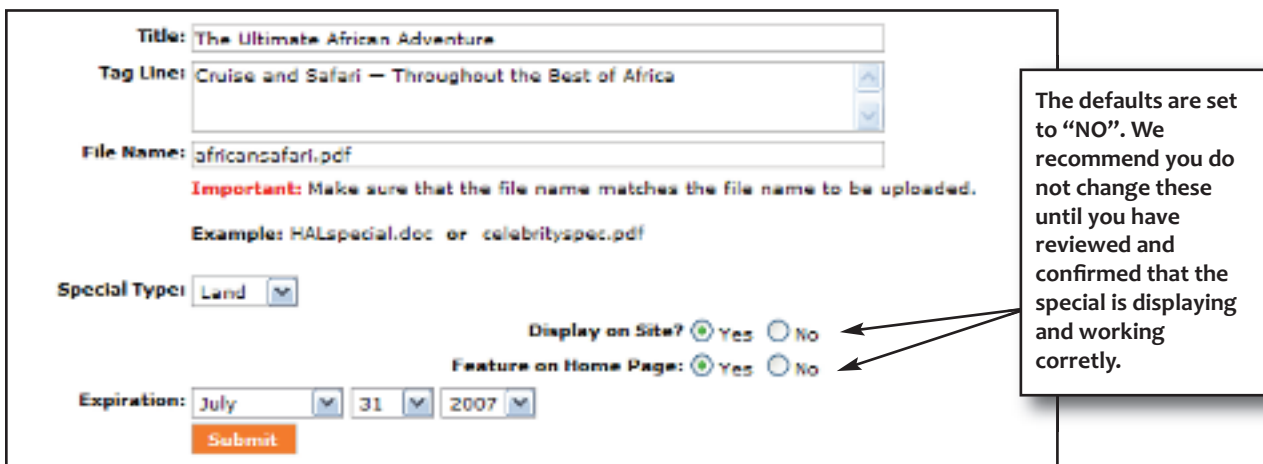 Title: The Ultimate African Adventure
Tag Line: Cruise and Safari — Throughout the Best of Africa
File Name: africansafari.pdf
Important: Make sure that the file name matches the file name to be uploaded.
Example: HALspecial.doc or celebrityspec.pdf
Special Type: Land
Display on Site? Yes No
Feature on Home Page: Yes No
Expiration: July 31 2007
Submit
The defaults are set
to “NO”. We
recommend you do
not change these
until you have
reviewed and
confirmed that the
special is displaying
and working
corretly.